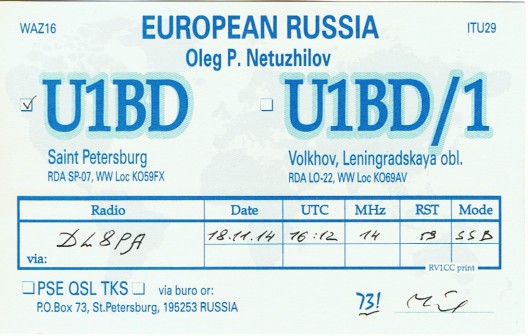 WAZ16 EUROPEAN RUSSIA ITU29
Oleg P. Netuzhilov
U1BD U1BD/1
Saint Petersburg Volkhov, Leningradskaya obl.
RDA SP-07, WW Loc KO59FX RDA LO-22, WW Loc KO69AV
Radio Date UTC MHz RST Mode
DL8PA 18.11.14 16:12 14 59 SSB
via:
RV1CC print
PSE QSL TKS via buro or:
P.O.Box 73, St.Petersburg, 195253 RUSSIA
73!